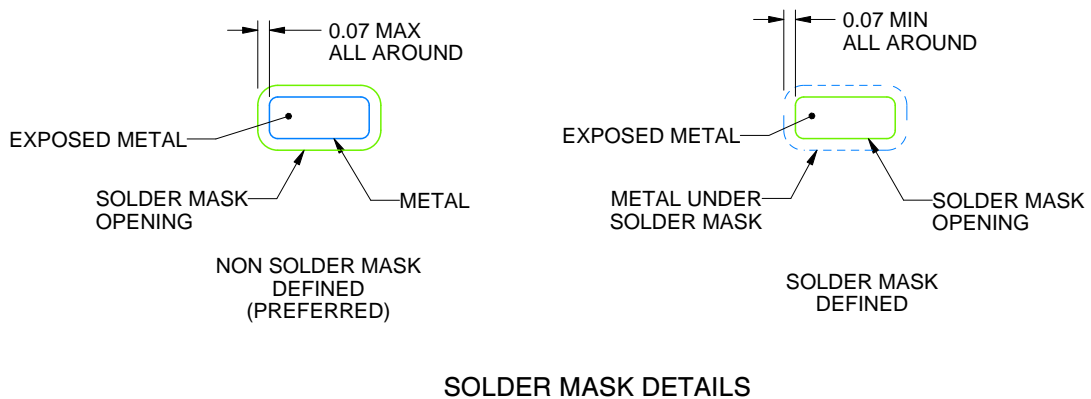 0.07 MAX
ALL AROUND
EXPOSED METAL
SOLDER MASK
OPENING
METAL
NON SOLDER MASK
DEFINED
(PREFERRED)
0.07 MIN
ALL AROUND
EXPOSED METAL
METAL UNDER
SOLDER MASK
SOLDER MASK
OPENING
SOLDER MASK
DEFINED
SOLDER MASK DETAILS